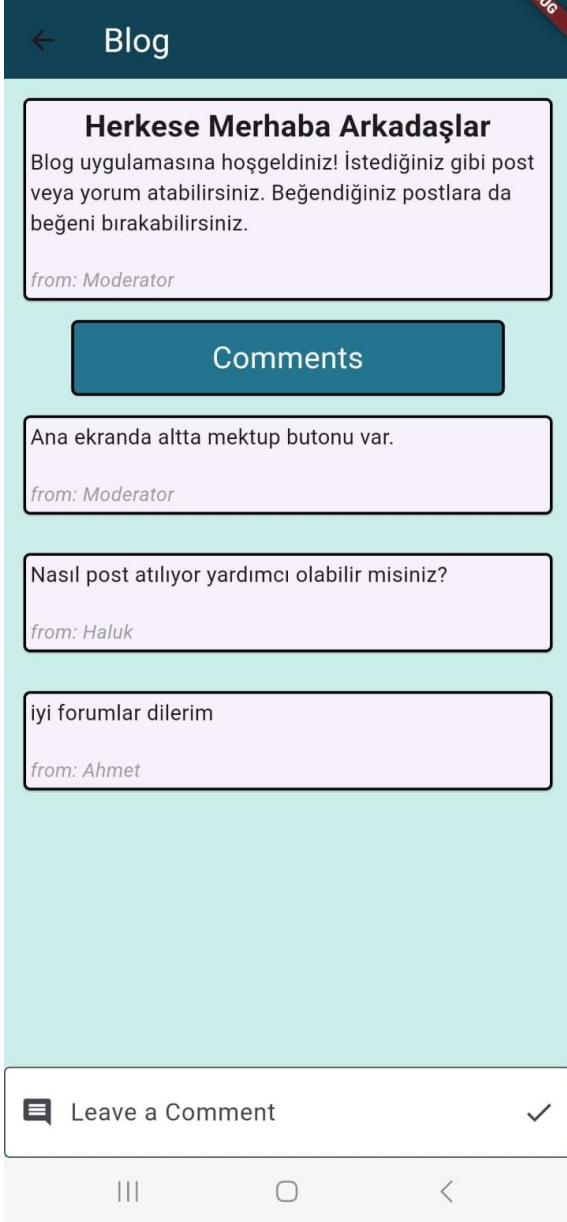 UG
Blog
Herkese Merhaba Arkadaşlar
Blog uygulamasına hoşgeldiniz! İstediğiniz gibi post
veya yorum atabilirsiniz. Beğendiğiniz postlara da
beğeni bırakabilirsiniz.
from: Moderator
Comments
Ana ekranda altta mektup butonu var.
from: Moderator
Nasıl post atılıyor yardımcı olabilir misiniz?
from: Haluk
iyi forumlar dilerim
from: Ahmet
Leave a Comment